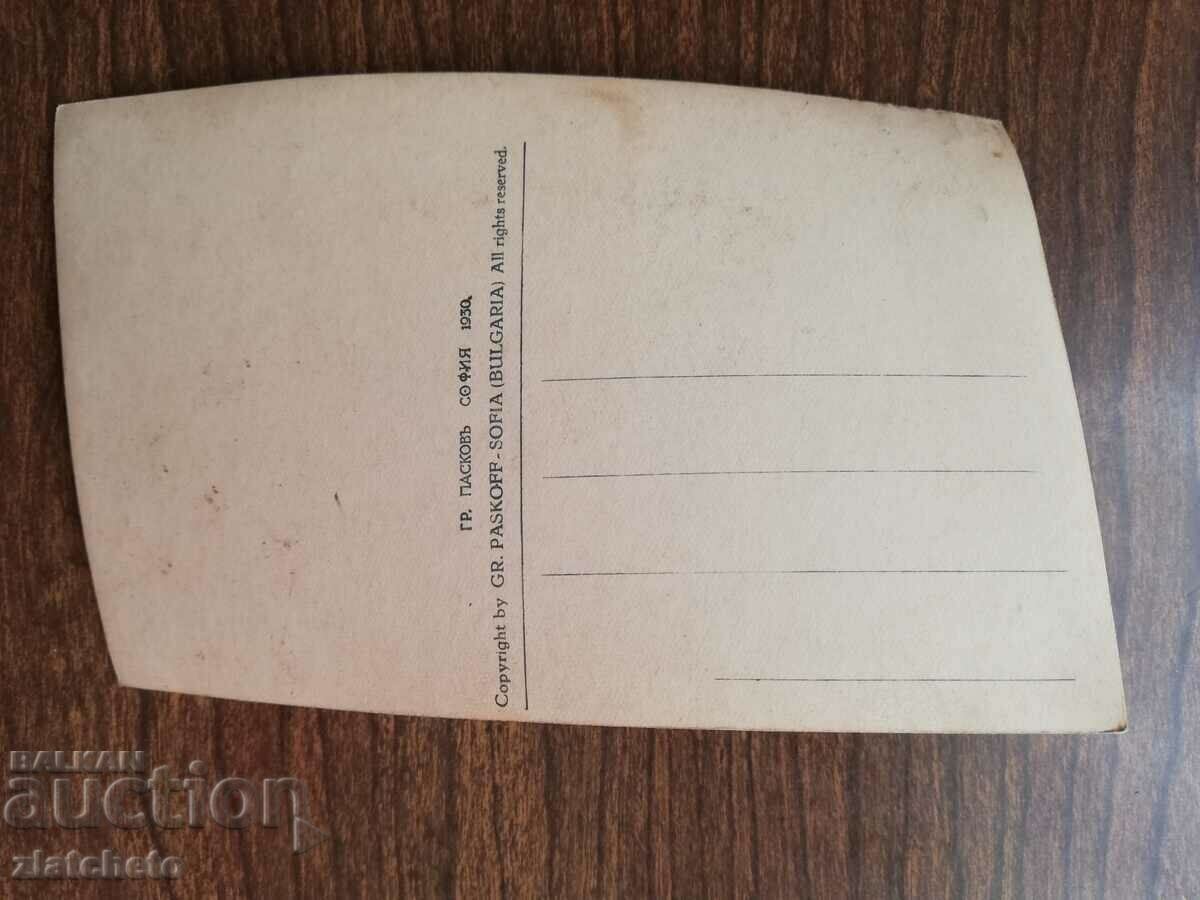 ГР. ПАСКОВЪ СОФИЯ 1930.
Copyright by GR. PASKOFF - SOFIA (BULGARIA) All rights reserved.
BALKAN
auction
zlatcheto